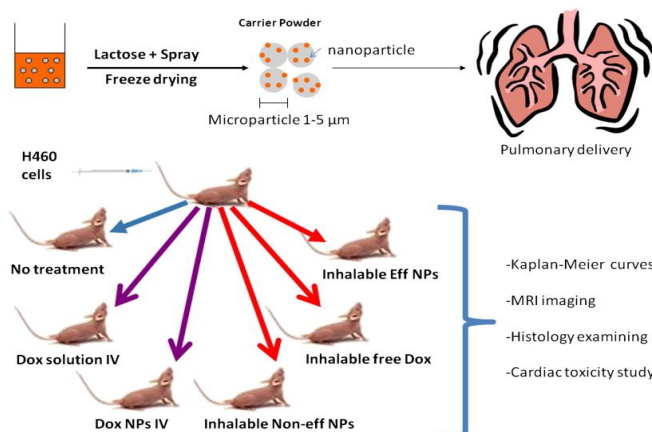 Carrier Powder
Lactose + Spray
Freeze drying
nanoparticle
Microparticle 1-5 µm
Pulmonary delivery
H460
cells
No treatment
Inhalable Eff NPs
Dox solution IV
Inhalable free Dox
Dox NPs IV
Inhalable Non-eff NPs
-Kaplan-Meier curves
-MRI imaging
-Histology examining
-Cardiac toxicity study